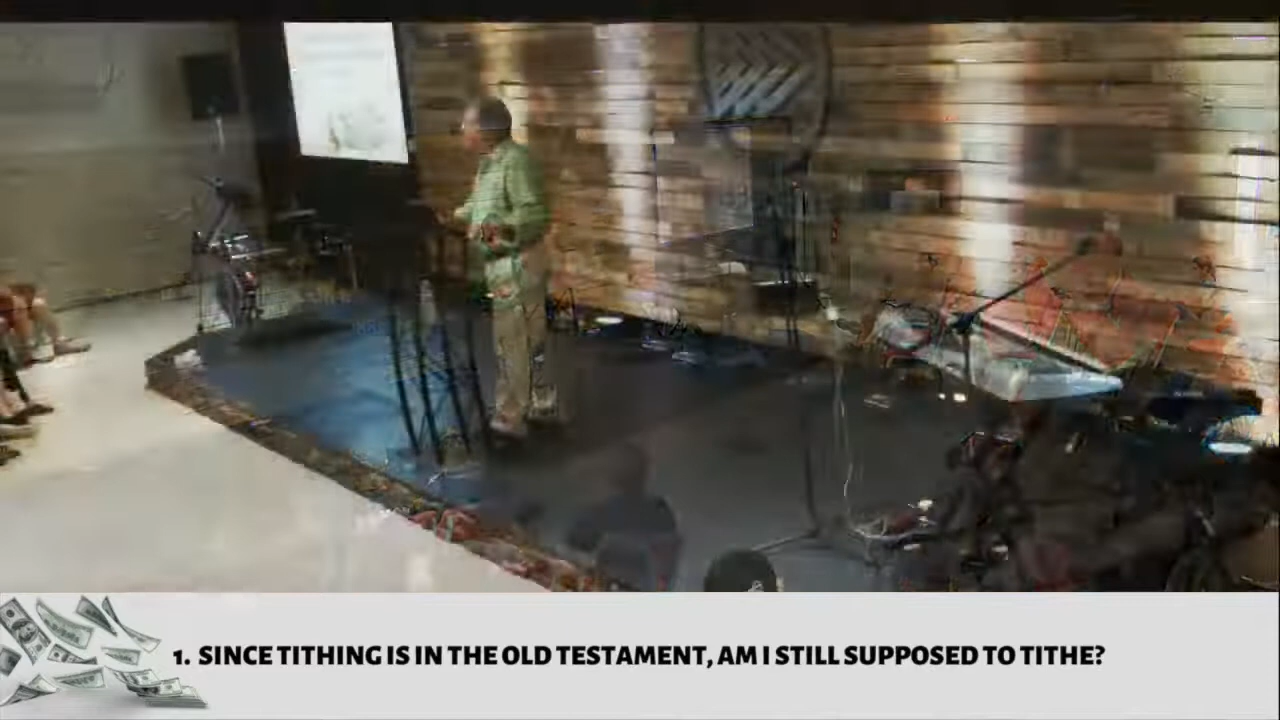 1. SINCE TITHING IS IN THE OLD TESTAMENT, AM I STILL SUPPOSED TO TITHE?